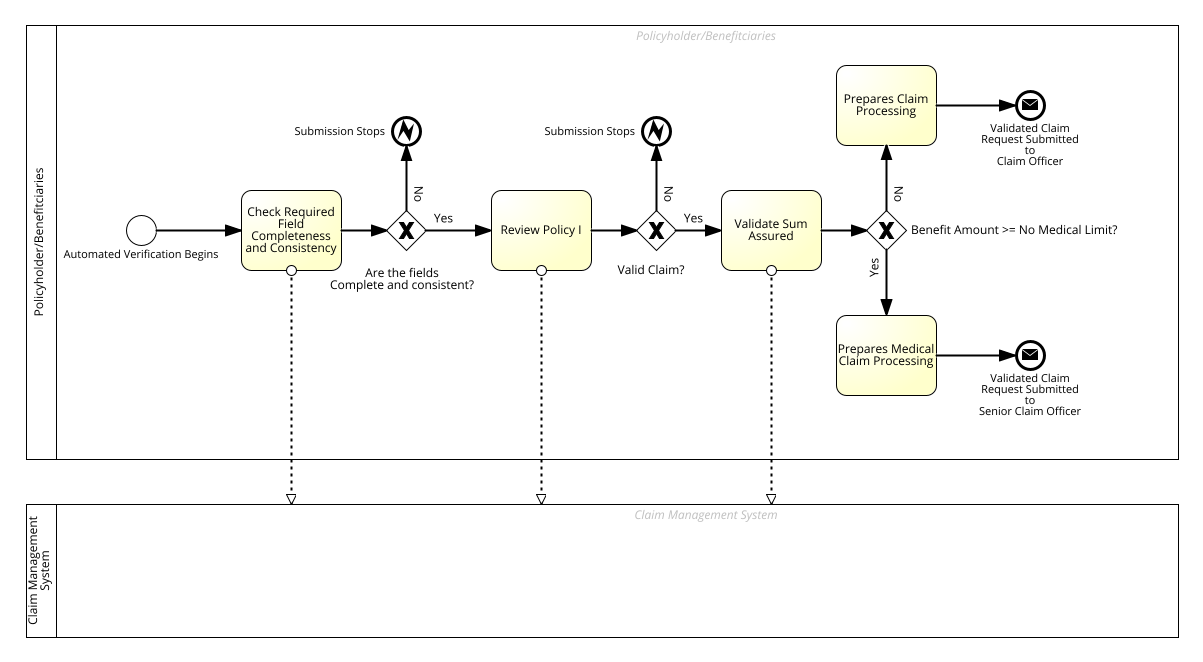 Policyholder/Benefitciaries
Policyholder/Benefitciaries
Prepares Claim
Processing
Validated Claim
Request Submitted
to
Claim Officer
Submission Stops
Submission Stops
No
No
No
Automated Verification Begins
Check Required
Field
Completeness
and Consistency
Yes
Are the fields
Complete and consistent?
Review Policy I
Yes
Valid Claim?
Validate Sum
Assured
Benefit Amount >= No Medical Limit?
Yes
Prepares Medical
Claim Processing
Validated Claim
Request Submitted
to
Senior Claim Officer
Claim Management System
Claim Management
System